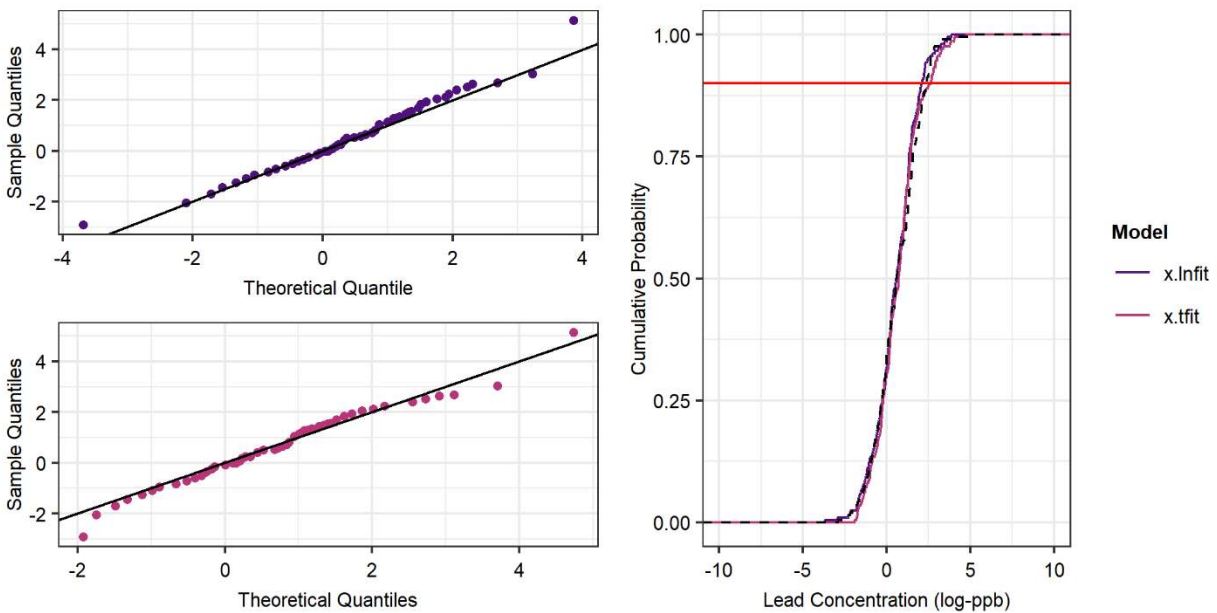 Sample Quantiles
4
2
0
-2
-4 -2 0 2 4
Theoretical Quantile
Sample Quantiles
4
2
0
-2
-2 0 2 4
Theoretical Quantiles
Cumulative Probability
1.00
0.75
0.50
0.25
0.00
-10 -5 0 5 10
Lead Concentration (log-ppb)
Model
x.lnfit
x.tfit